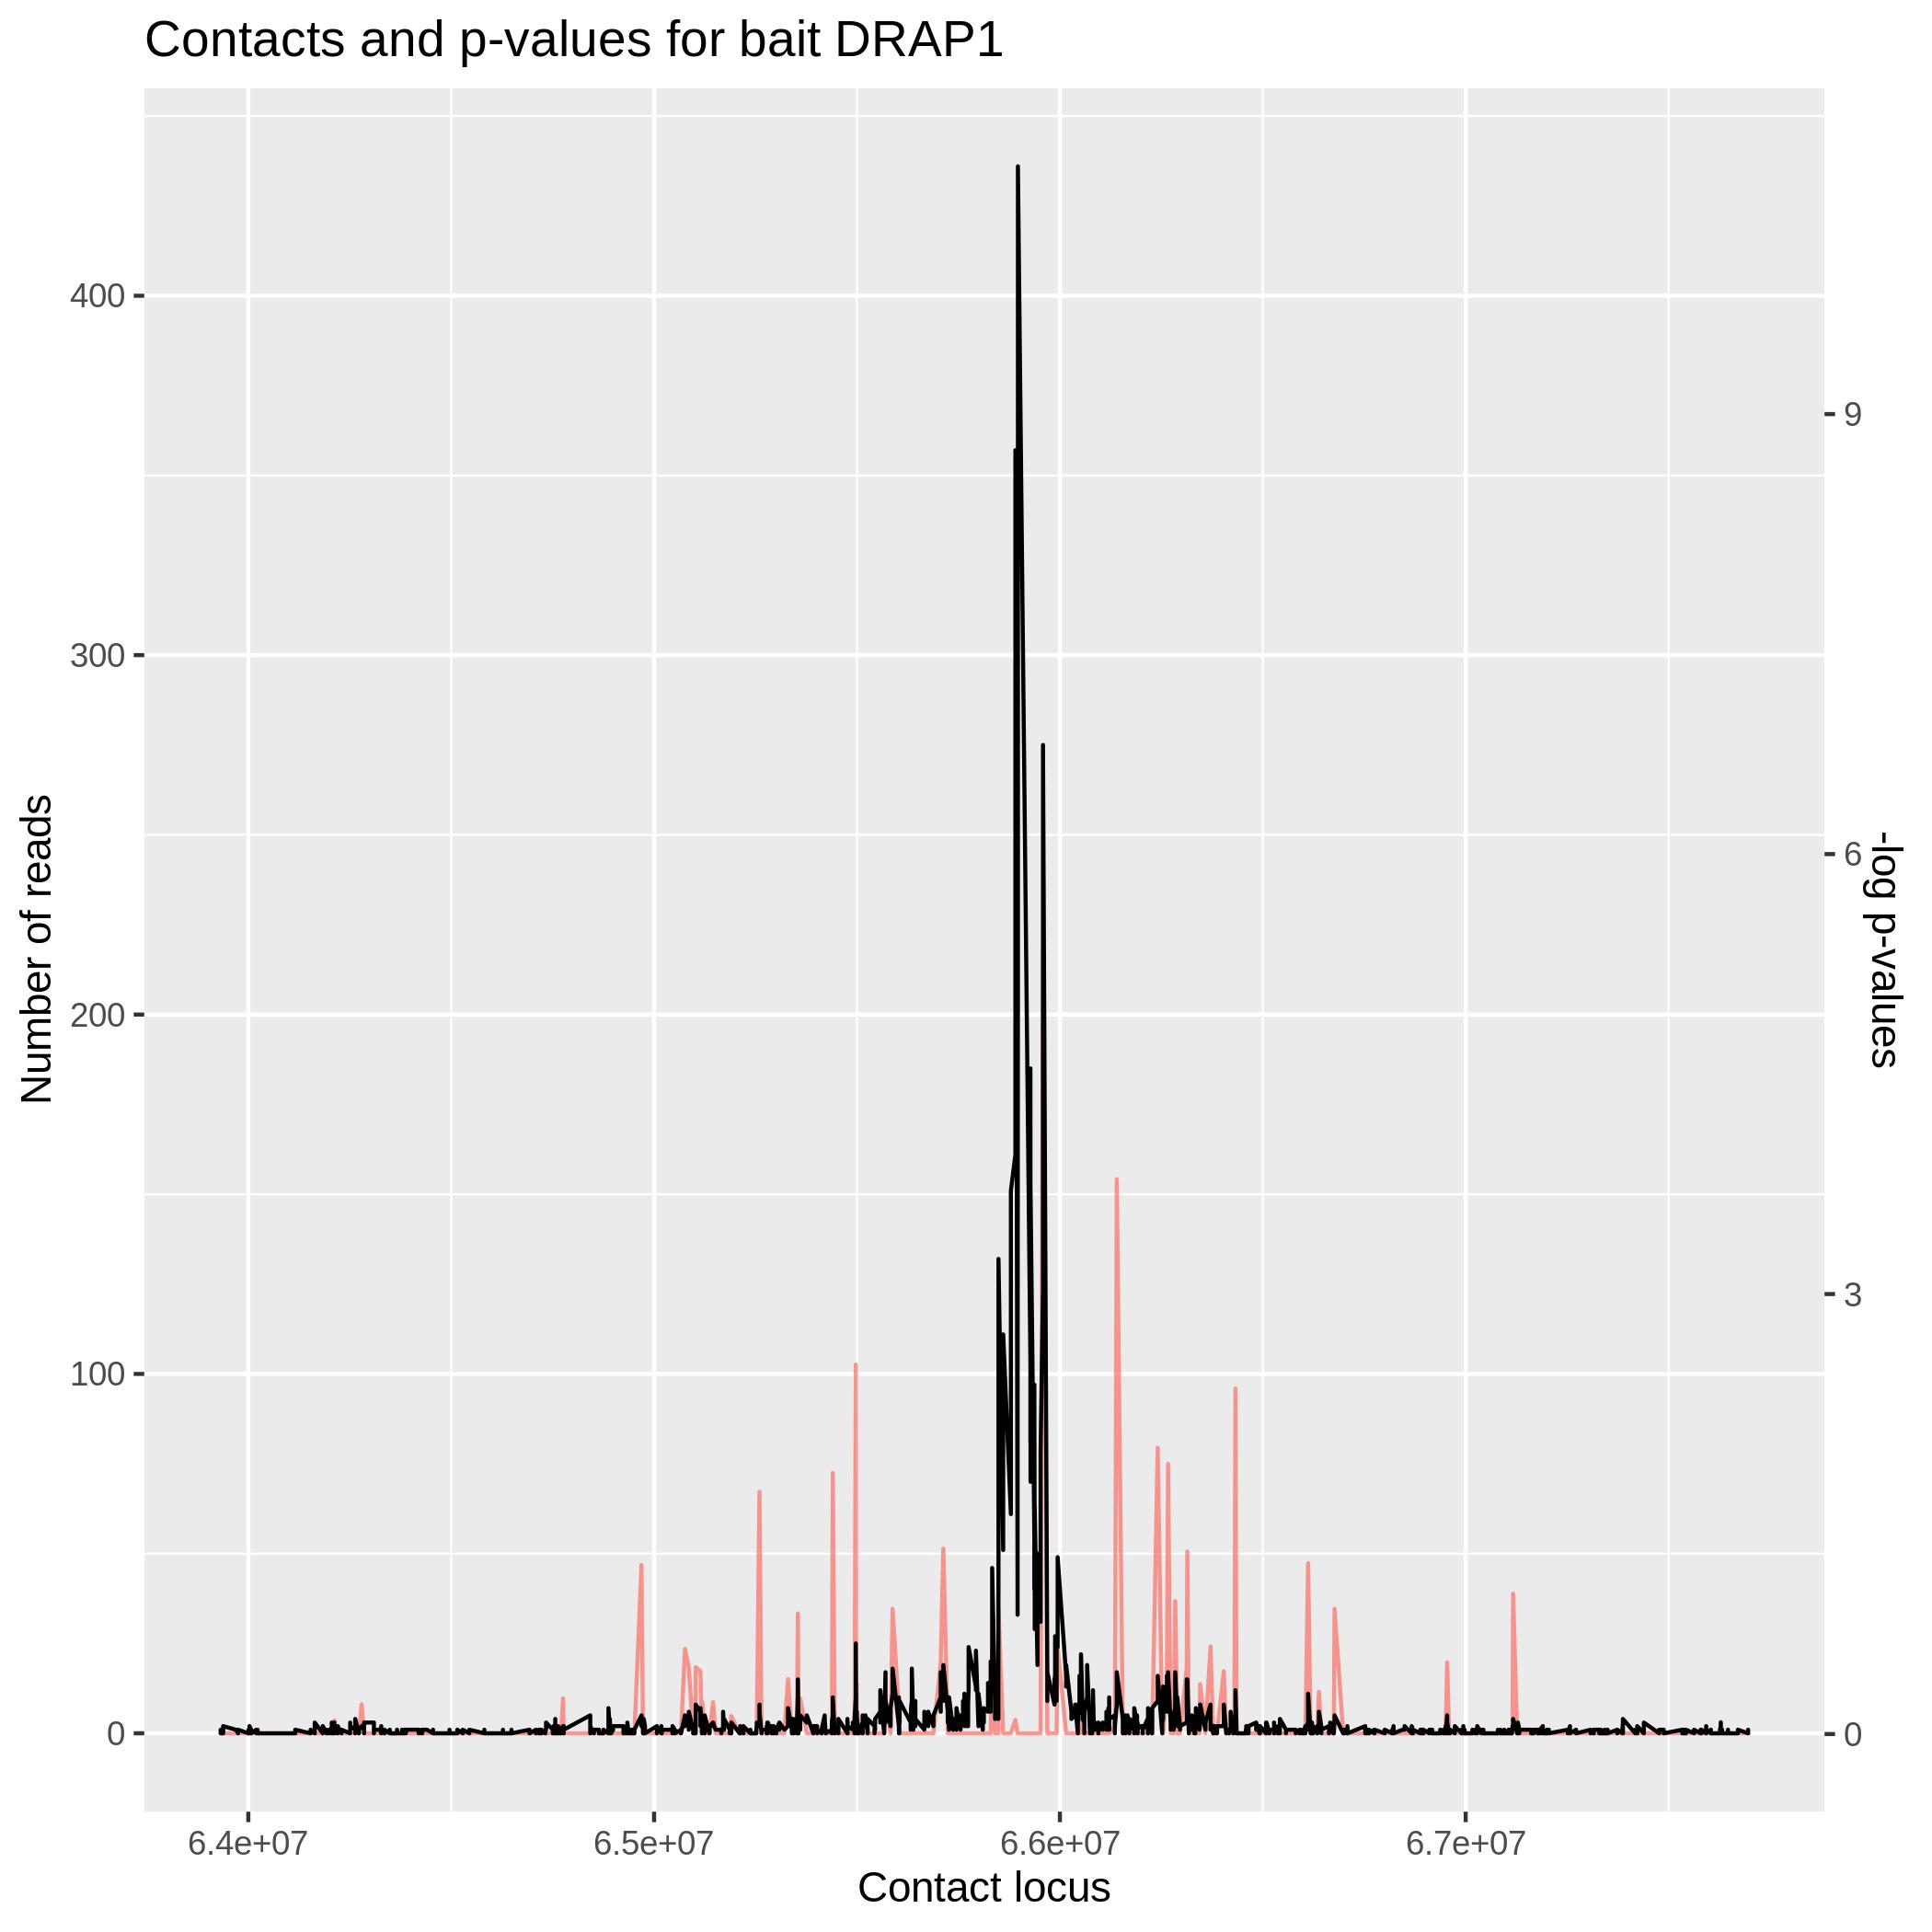 Contacts and p-values for bait DRAP1
Number of reads
400
300
200
100
0
9
6
3
0
-log p-values
6.4e+07
6.5e+07
6.6e+07
6.7e+07
Contact locus